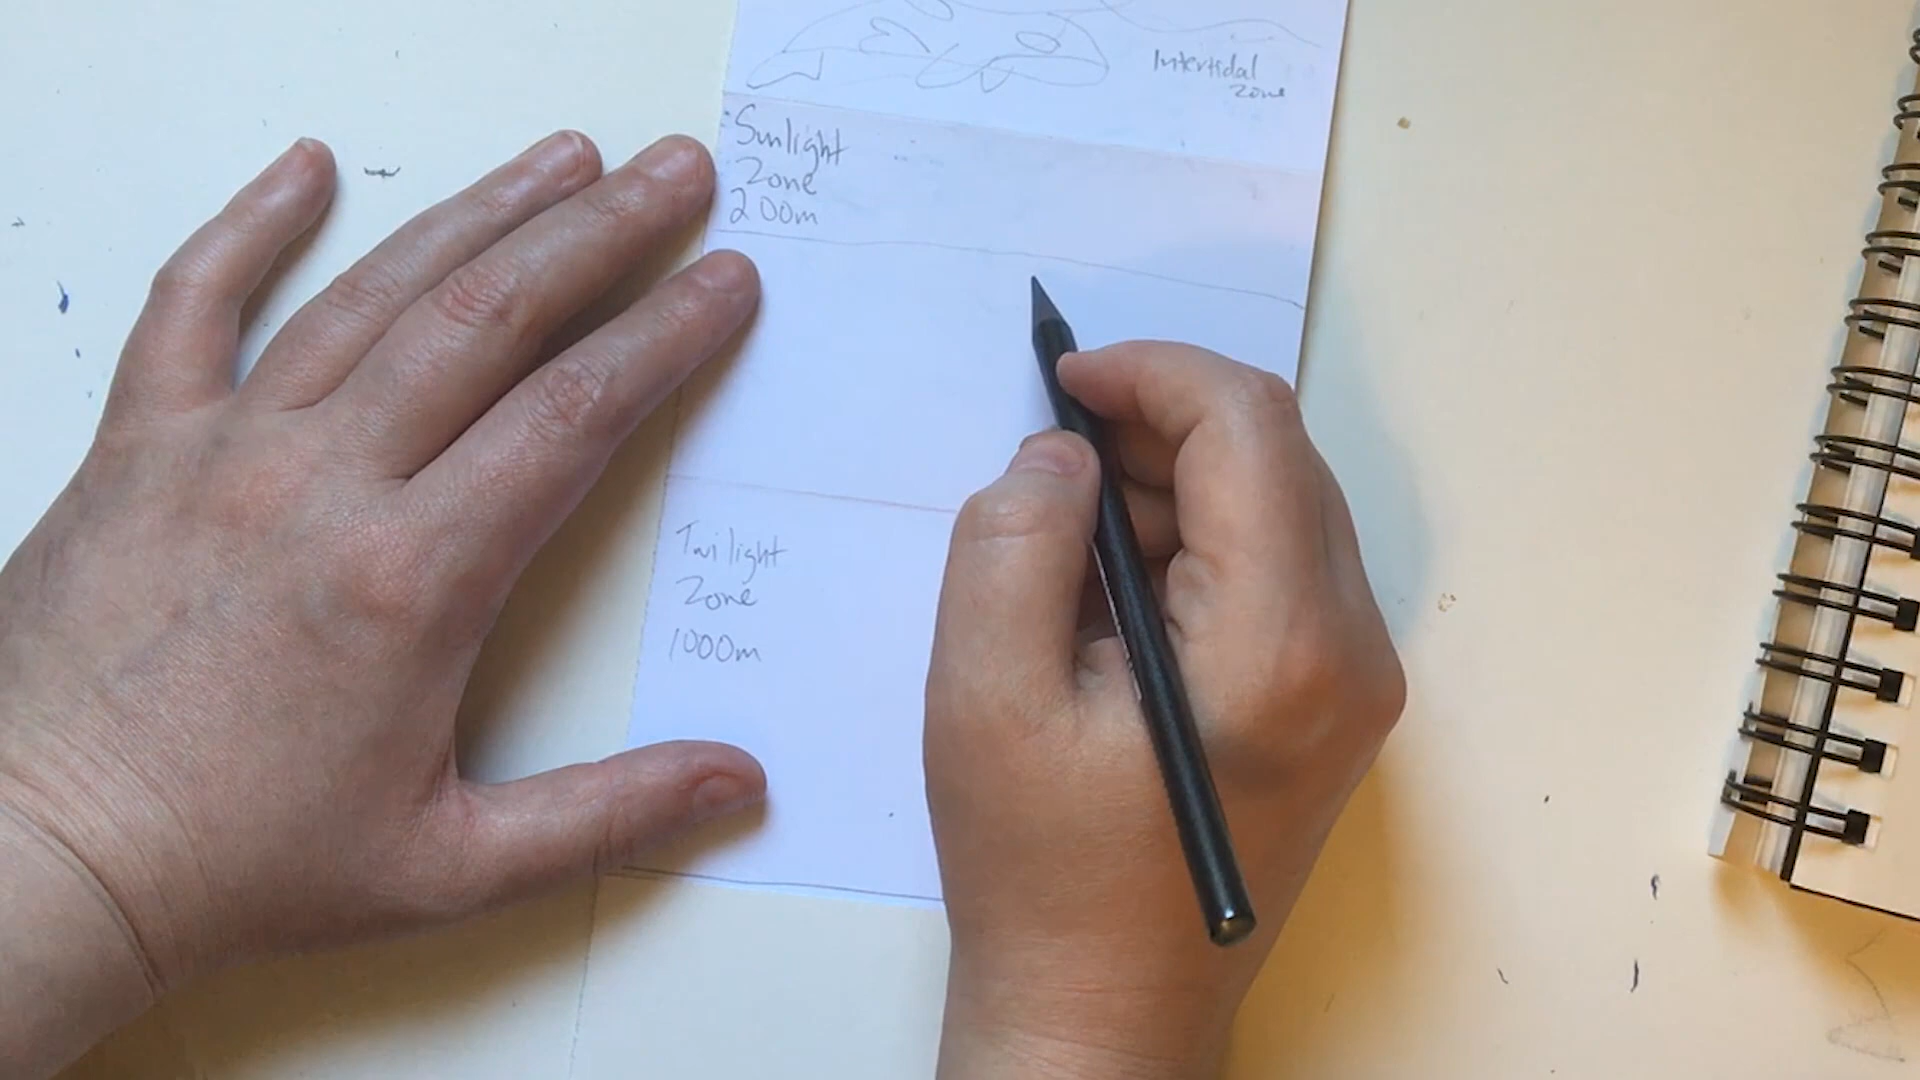 Intertidal
Zone
Sunlight
Zone
200m
Twilight
Zone
1000m